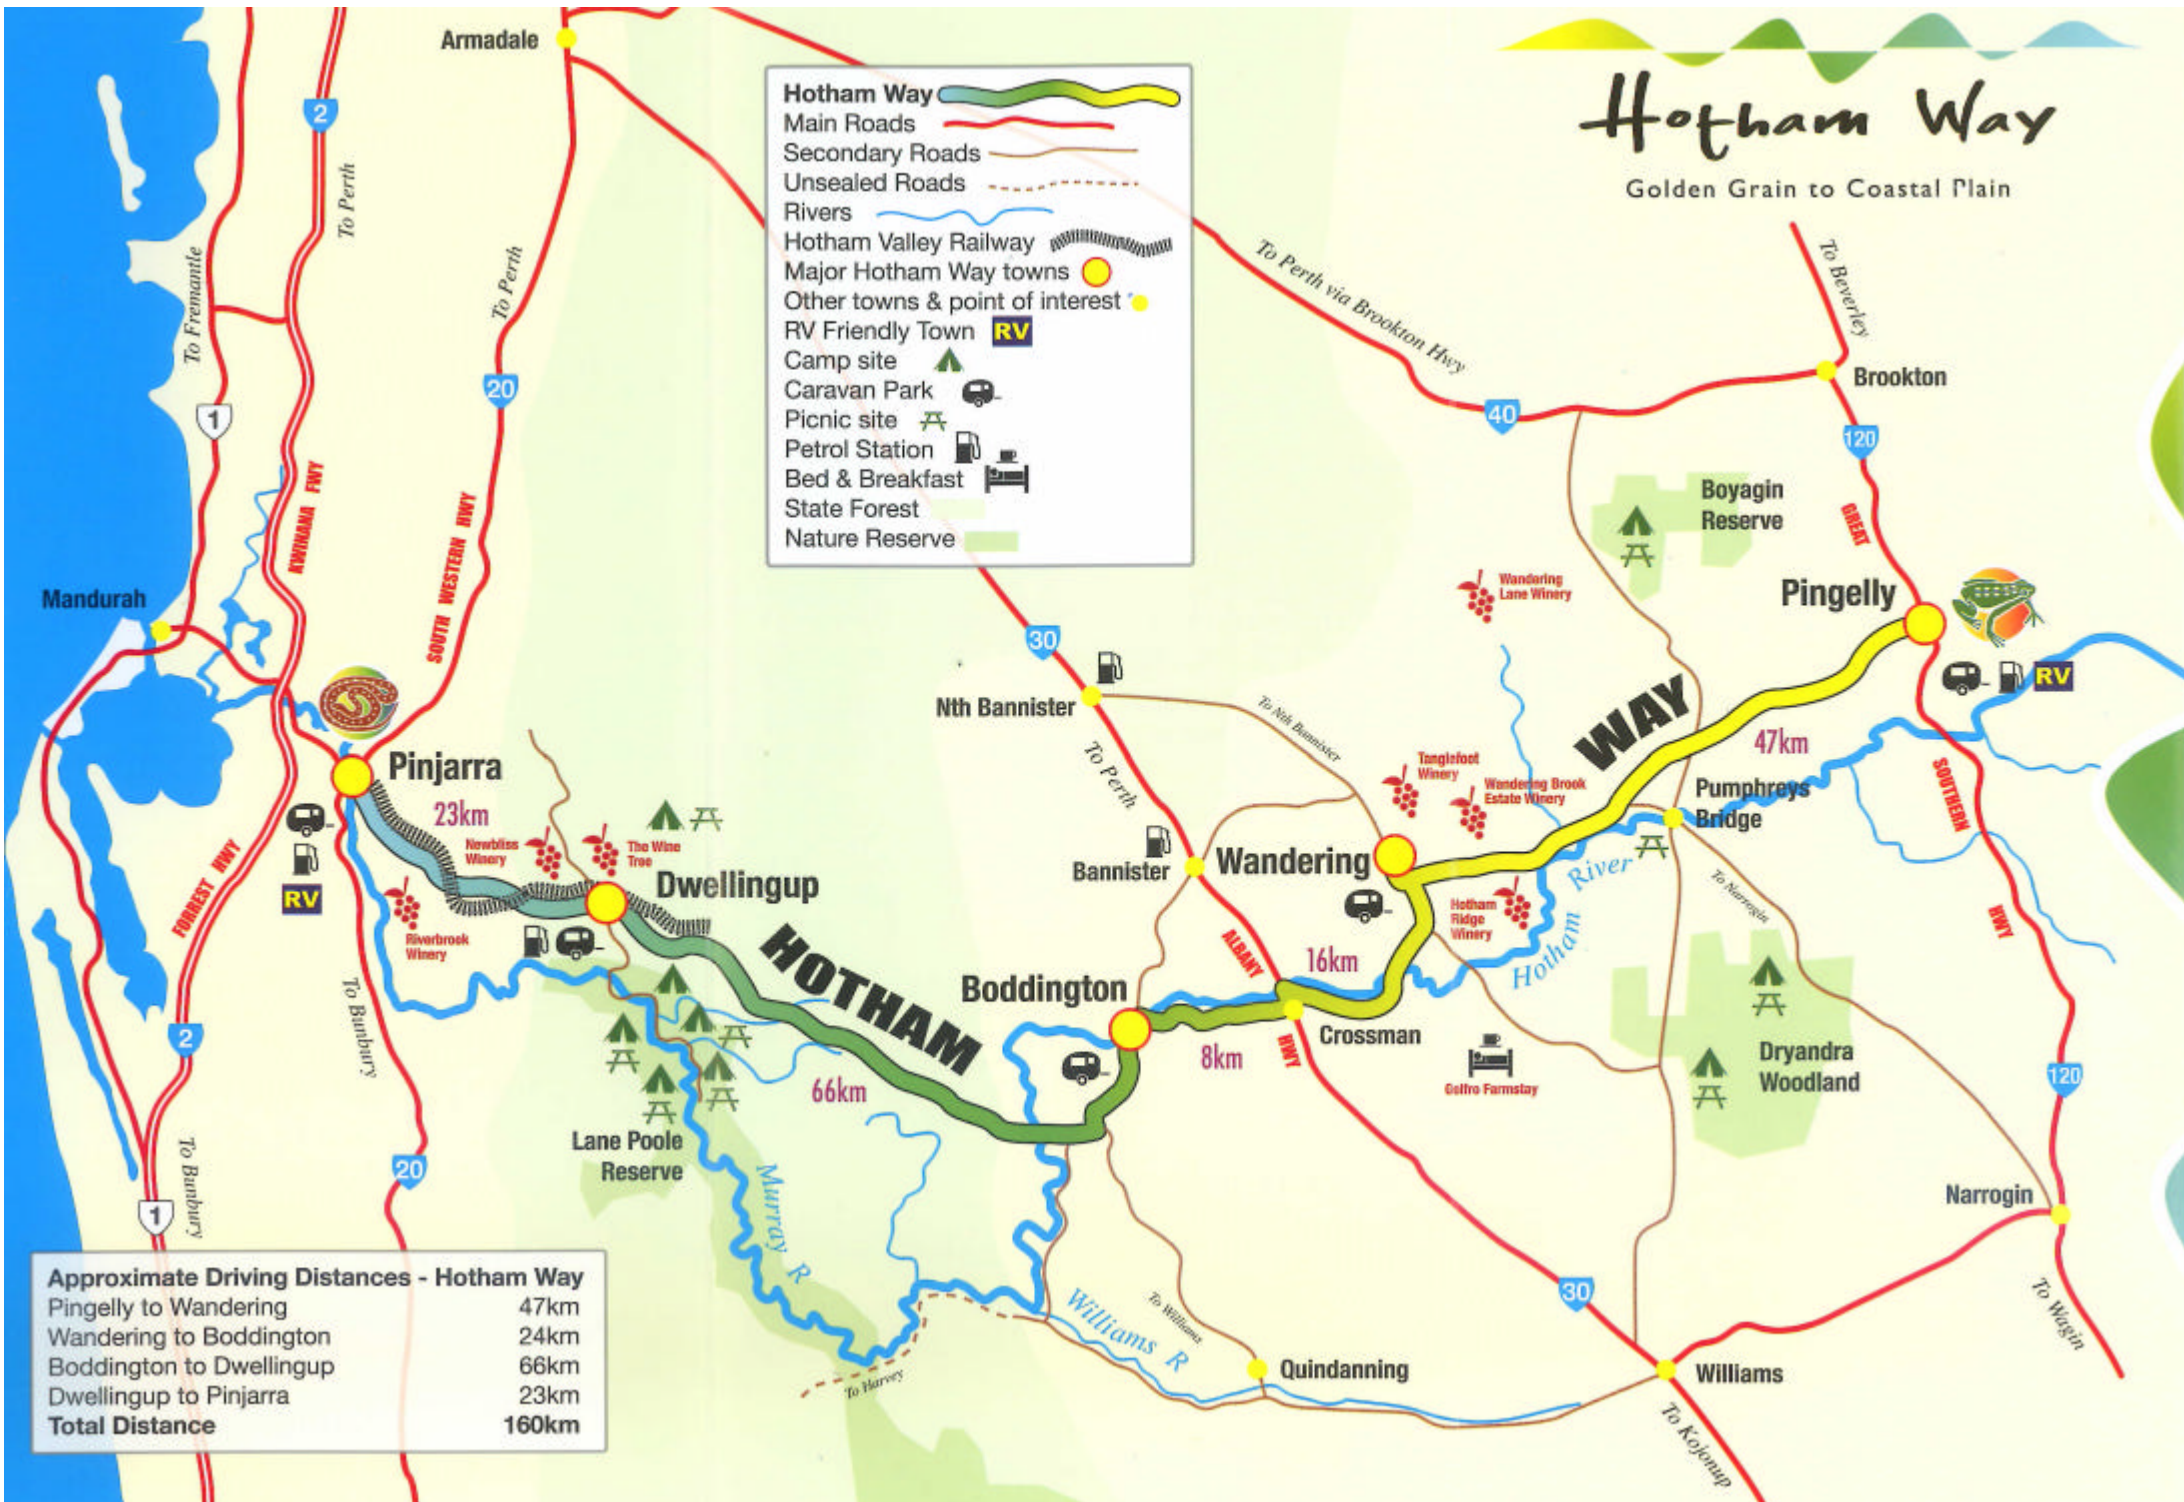 Hotham Way
Golden Grain to Coastal Plain
Armadale
Hotham Way
Main Roads
Secondary Roads
Unsealed Roads
Rivers
Hotham Valley Railway
Major Hotham Way towns
Other towns & point of interest
RV Friendly Town RV
Camp site
Caravan Park
Picnic site
Petrol Station
Bed & Breakfast
State Forest
Nature Reserve
2
To Perth
To Fremantle
To Perth
20
1
KWINANA FWY
SOUTH WESTERN HWY
Mandurah
To Perth via Brookton Hwy
40
To Beverley
Brookton
120
GREAT
Boyagin
Reserve
Wandering
Lane Winery
Pingelly
RV
30
Nth Bannister
To Nth Bannister
To Perth
WAY
47km
Pinjarra
23km
Tanglefoot
Winery
Wandering Brook
Estate Winery
Pumphreys
Bridge
SOUTHERN
HWY
Newbliss
Winery
The Wine
Tree
RV
FORREST HWY
Dwellingup
Riverbrook
Winery
Bannister
Wandering
Hotham
Ridge
Winery
Hotham River
To Narrogin
ALBANY
HWY
16km
HOTHAM
Boddington
Crossman
8km
Golfro Farmstay
Dryandra
Woodland
120
2
To Bunbury
66km
Lane Poole
Reserve
20
To Bunbury
1
Murray R
Narrogin
Williams R
To Williams
30
To Wagin
Quindanning
Williams
To Harvey
To Kojonup
Approximate Driving Distances - Hotham Way
Pingelly to Wandering 47km
Wandering to Boddington 24km
Boddington to Dwellingup 66km
Dwellingup to Pinjarra 23km
Total Distance 160km